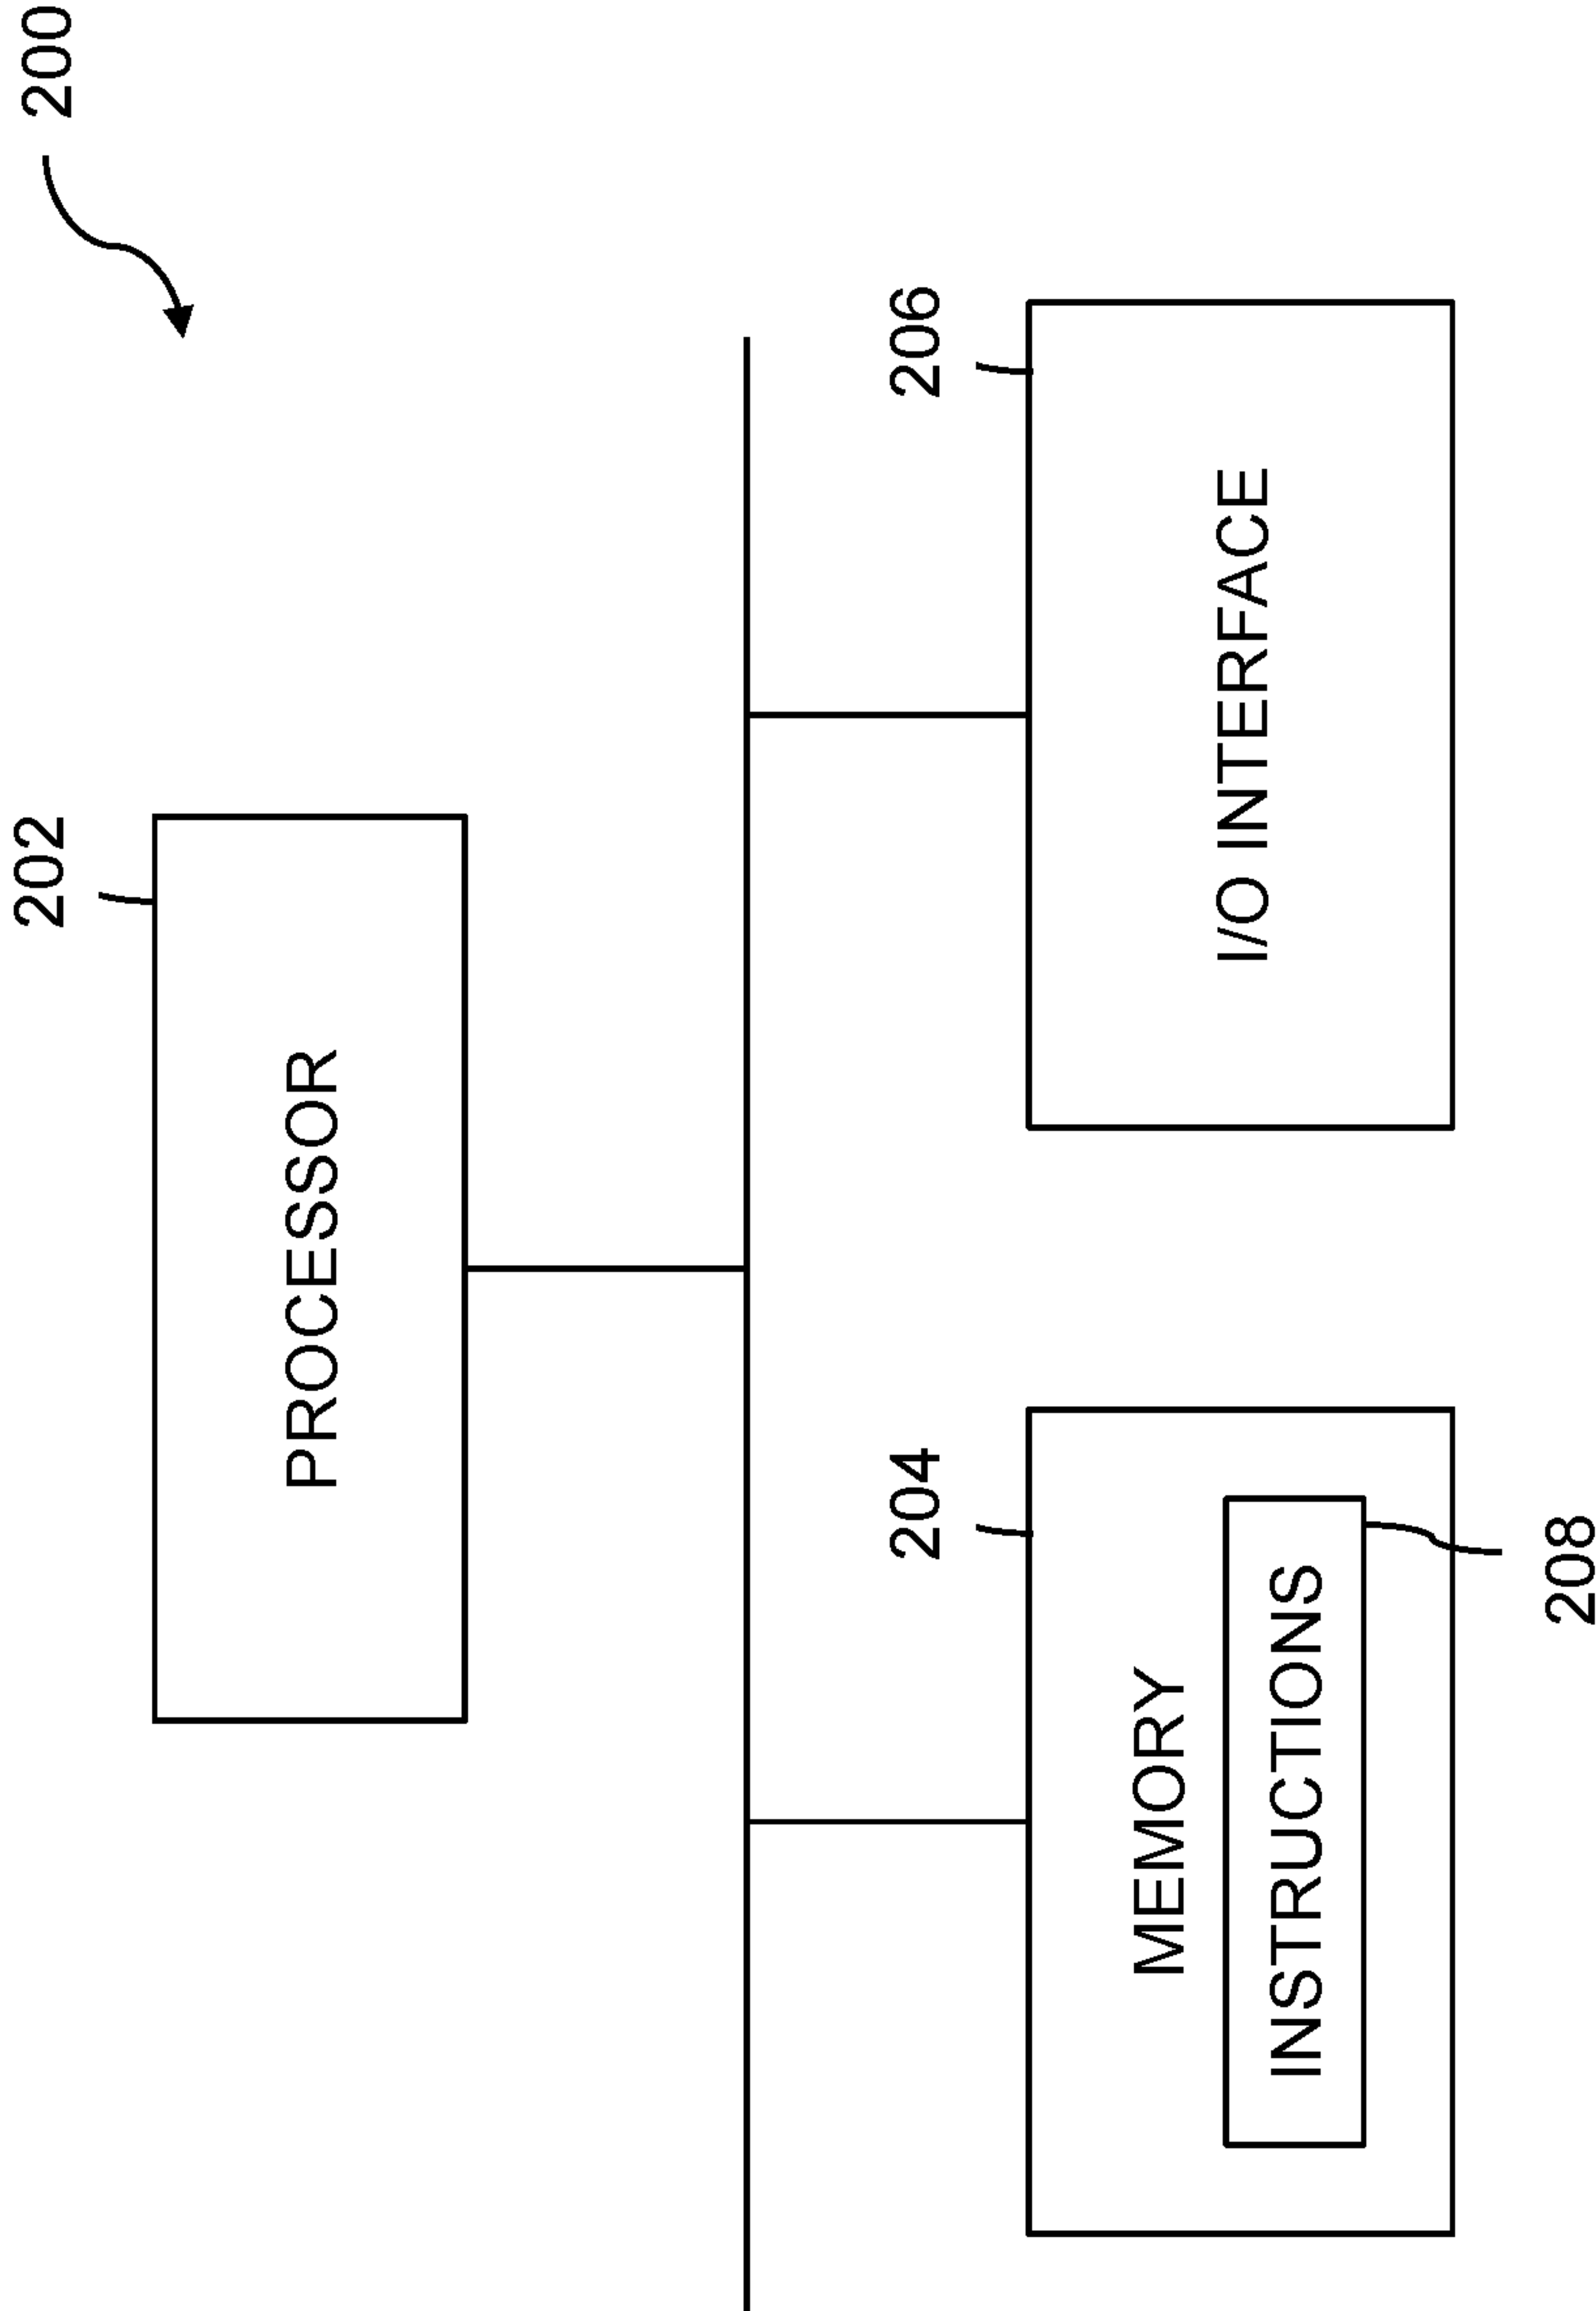 200
202
PROCESSOR
204
206
MEMORY
I/O INTERFACE
INSTRUCTIONS
208